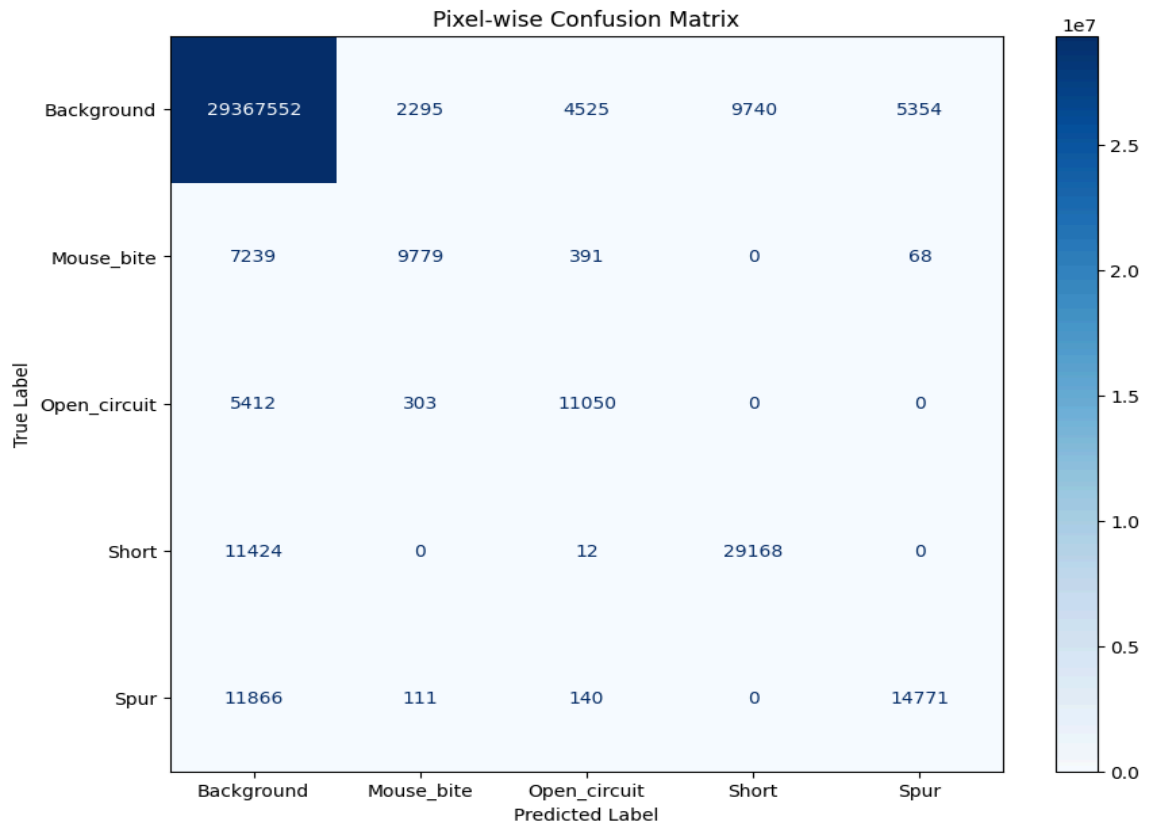 Pixel-wise Confusion Matrix
1e7
Background 29367552 2295 4525 9740 5354
2.5
Mouse_bite 7239 9779 391 0 68
2.0
True Label
Open_circuit 5412 303 11050 0 0
1.5
1.0
Short 11424 0 12 29168 0
0.5
Spur 11866 111 140 0 14771
0.0
Background Mouse_bite Open_circuit Short Spur
Predicted Label